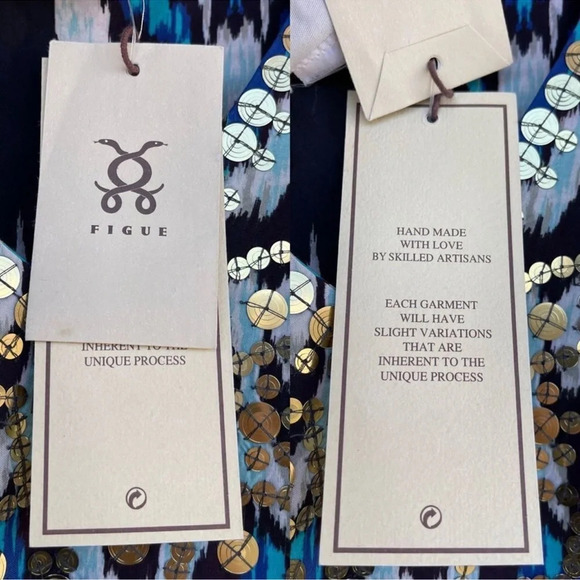 FIGUE
INHERENT TO THE
UNIQUE PROCESS
HAND MADE
WITH LOVE
BY SKILLED ARTISANS
EACH GARMENT
WILL HAVE
SLIGHT VARIATIONS
THAT ARE
INHERENT TO THE
UNIQUE PROCESS